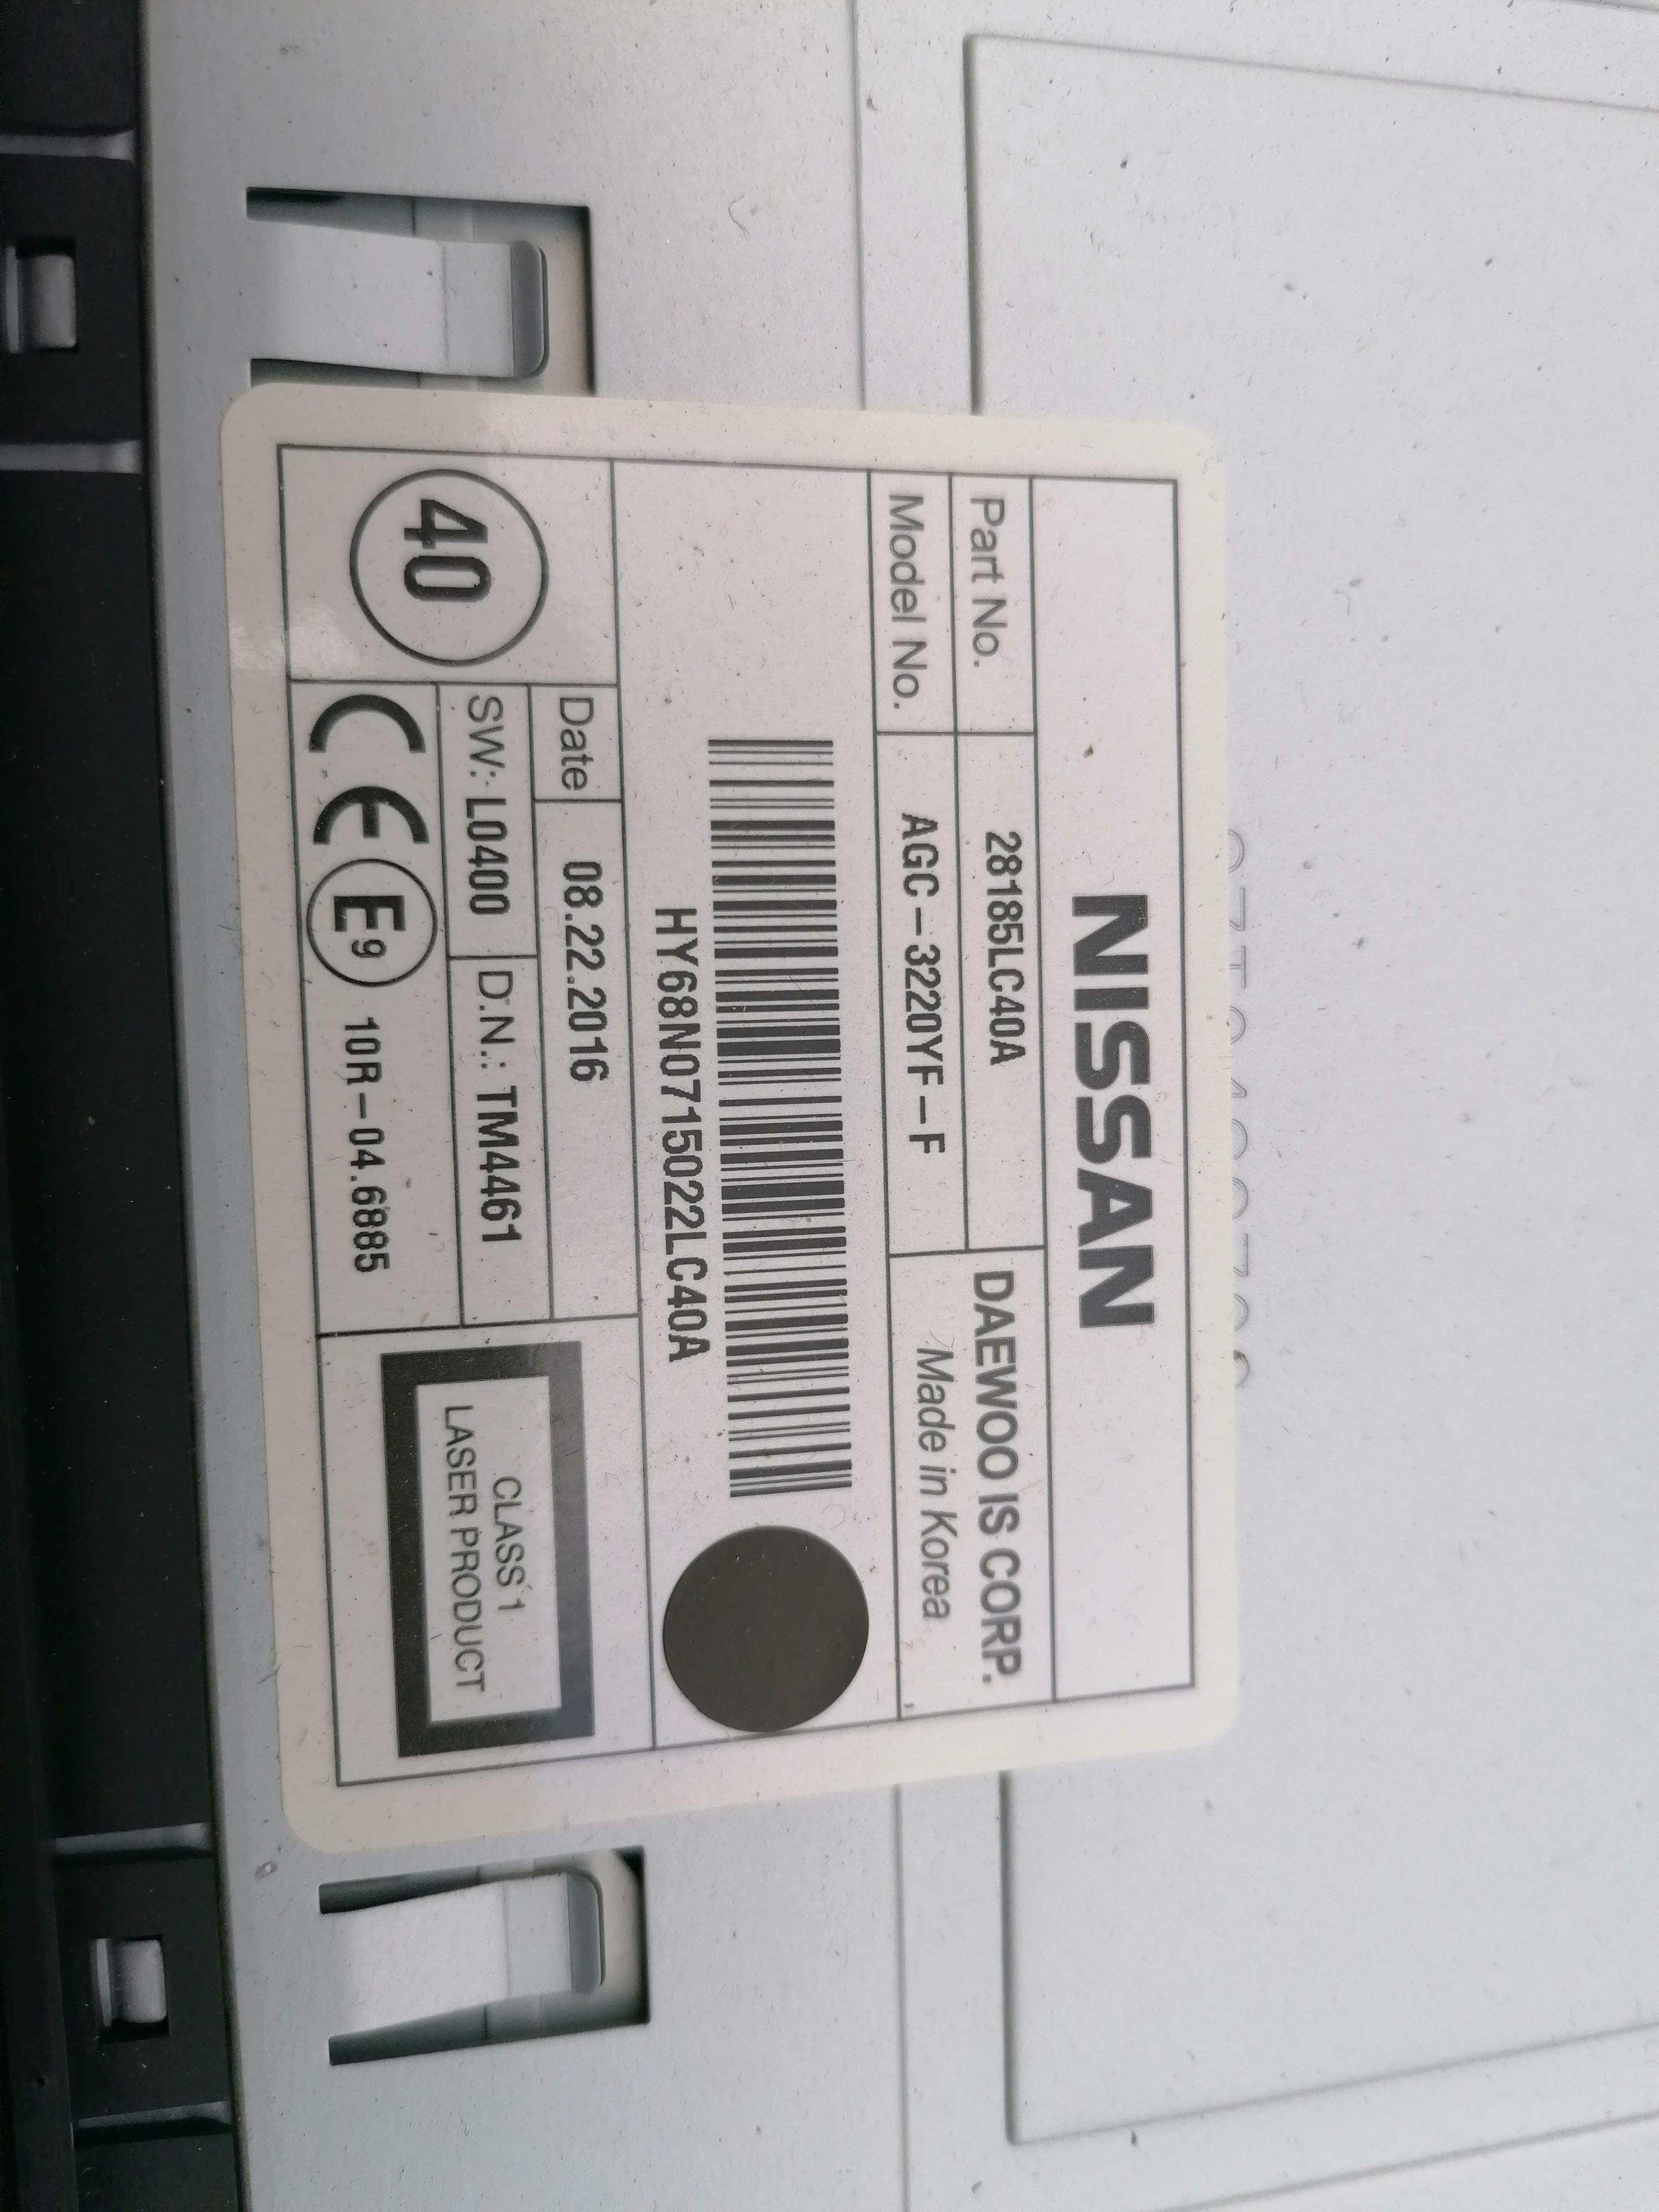 NISSAN
Part No. 28185LC40A DAEWOO IS CORP.
Model No. AGC-3220YF-F Made in Korea
HY68N0715022LC40A
40
Date 08.22.2016
SW: L0400 D.N.: TM4461
CE E9 10R-04.6885
CLASS 1
LASER PRODUCT